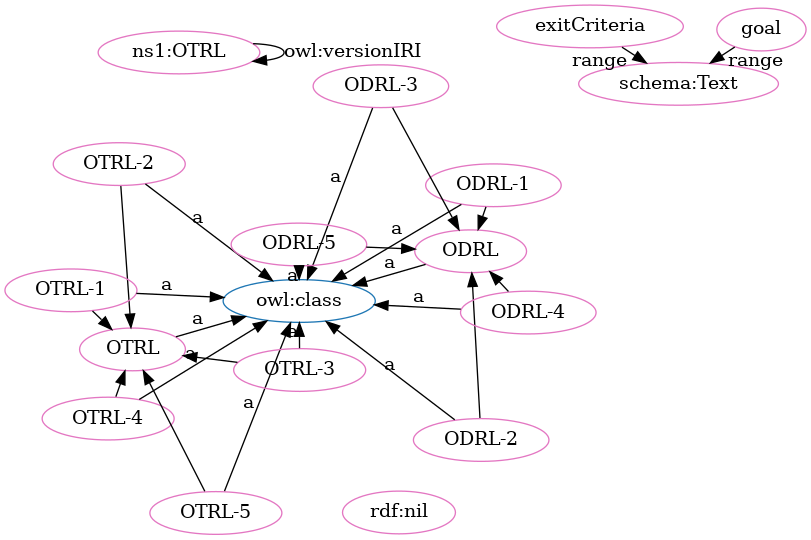 exitCriteria
goal
ns1:OTRL
owl:versionIRI
range
range
schema:Text
ODRL-3
OTRL-2
a
ODRL-1
a
a
ODRL-5
ODRL
a
a
OTRL-1
a
owl:class
a
ODRL-4
a
a
OTRL
a
OTRL-3
a
a
OTRL-4
ODRL-2
OTRL-5
rdf:nil